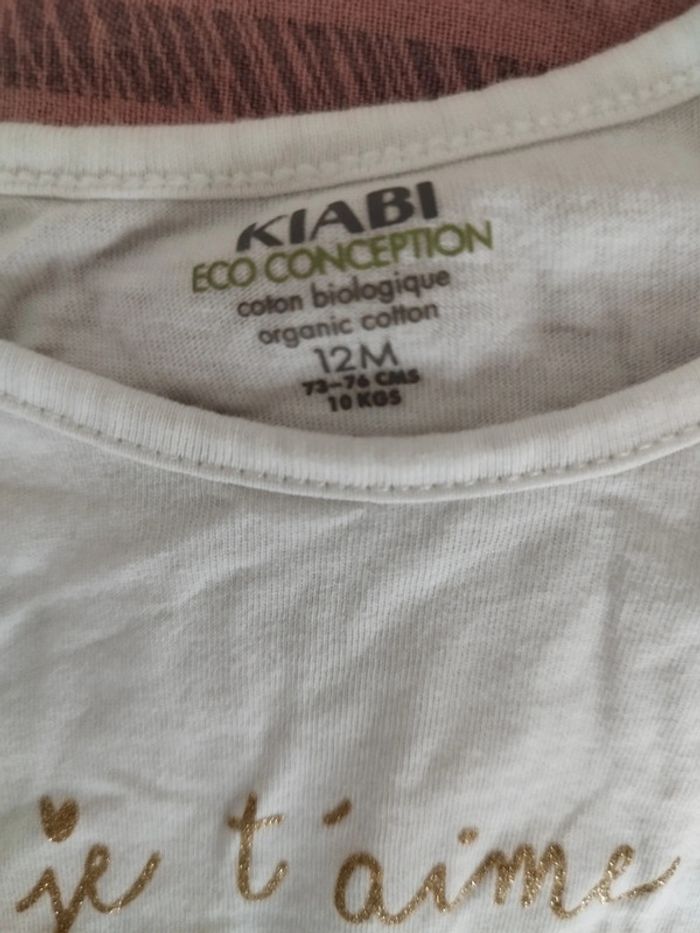 KIABI
ECO CONCEPTION
coton biologique
organic cotton
12M
73-76 CMS
10 KGS
je t'aime